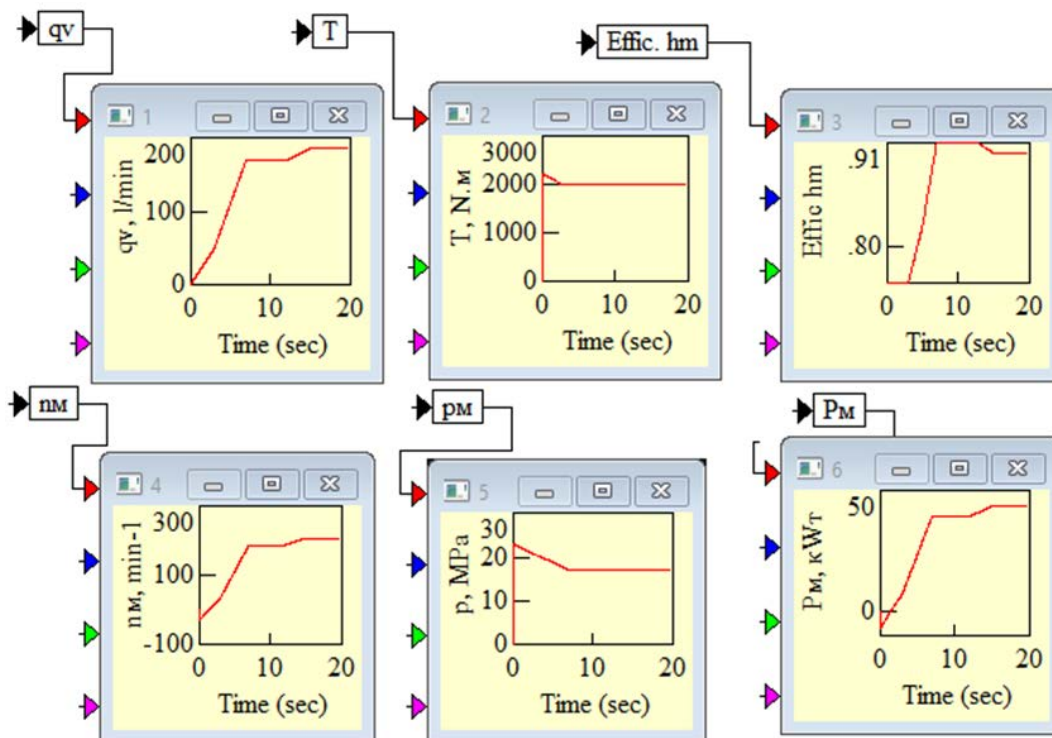 qv
T
Effic. hm
1
200
100
0
qv, l/min
0 10 20
Time (sec)
2
3000
2000
1000
0
T, N.м
0 10 20
Time (sec)
3
.91
.80
Effic hm
0 10 20
Time (sec)
nм
pм
Pм
4
300
100
-100
nм, min-1
0 10 20
Time (sec)
5
30
20
10
0
p, MPa
0 10 20
Time (sec)
6
50
0
Pм, кWт
0 10 20
Time (sec)